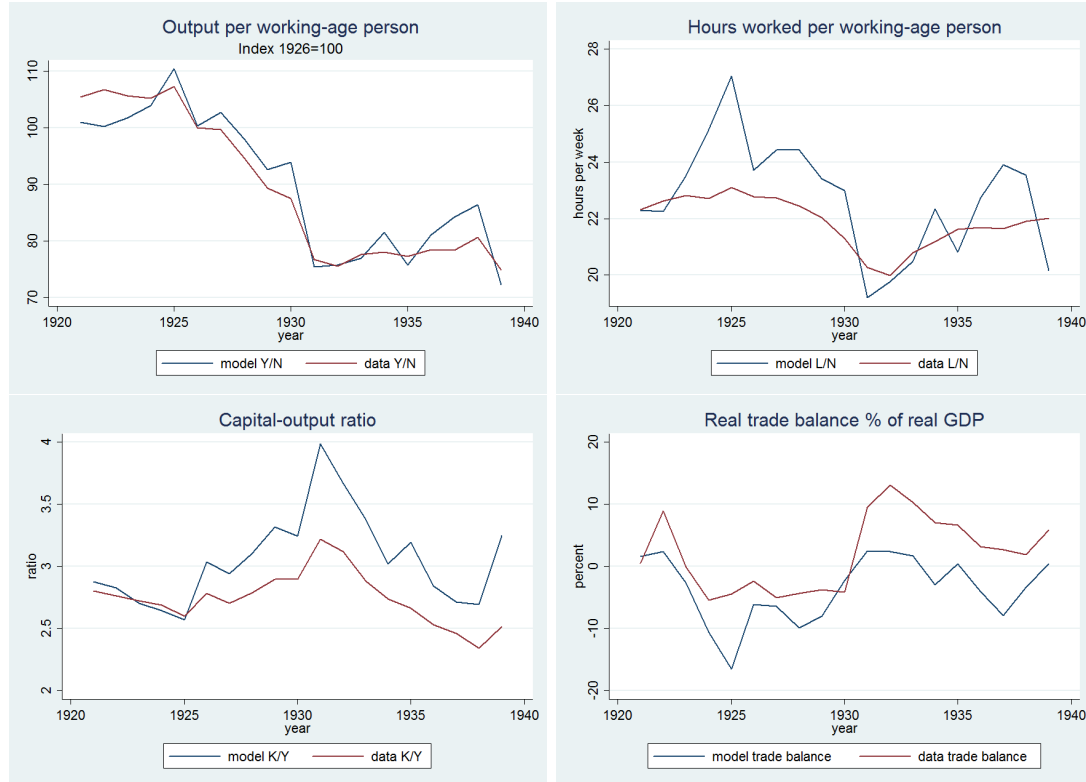 Output per working-age person
Index 1926=100
110
100
90
80
70
1920 1925 1930 1935 1940
year
model Y/N data Y/N
Hours worked per working-age person
hours per week
28
26
24
22
20
1920 1925 1930 1935 1940
year
model L/N data L/N
Capital-output ratio
ratio
4
3.5
3
2.5
2
1920 1925 1930 1935 1940
year
model K/Y data K/Y
Real trade balance % of real GDP
percent
20
10
0
-10
-20
1920 1925 1930 1935 1940
year
model trade balance data trade balance